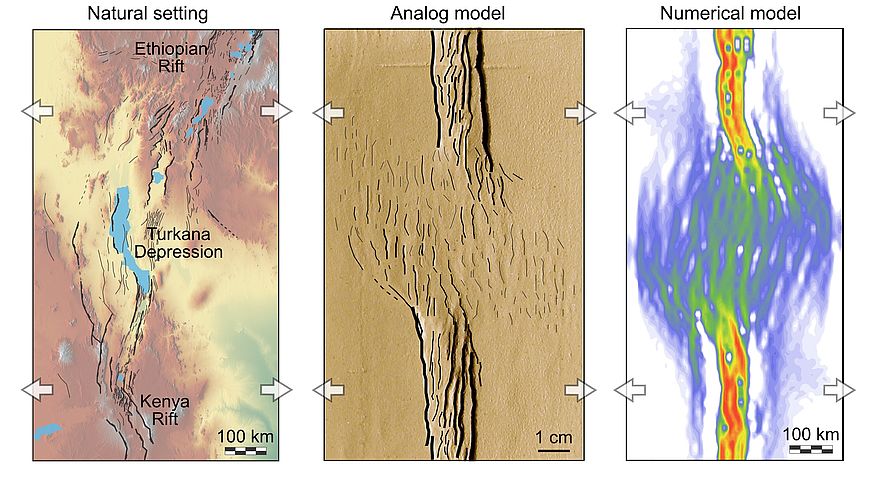 Natural setting
Analog model
Numerical model
Ethiopian
Rift
Turkana
Depression
Kenya
Rift
100 km
1 cm
100 km